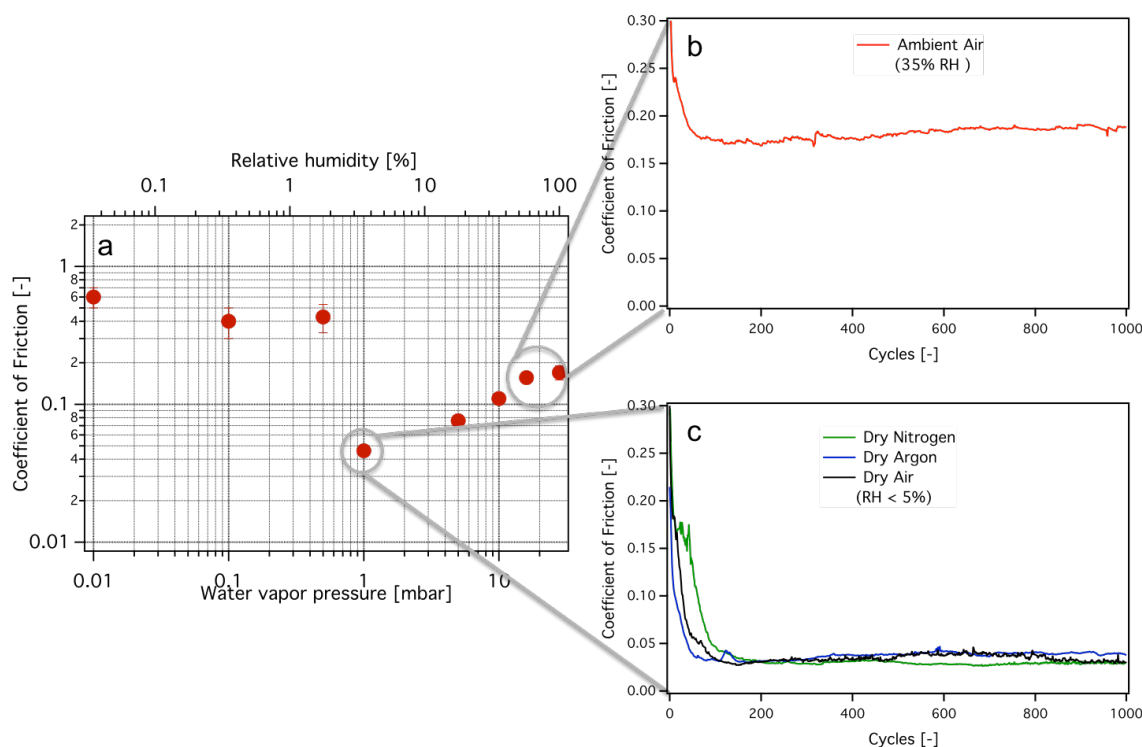 Relative humidity [%]
0.1
1
10
100
a
2
1
8
6
4
2
0.1
8
6
4
2
0.01
Coefficient of Friction [-]
0.01
0.1
1
10
Water vapor pressure [mbar]
b
Ambient Air
(35% RH )
0.30
0.25
0.20
0.15
0.10
0.05
0.00
Coefficient of Friction [-]
0
200
400
600
800
1000
Cycles [-]
c
Dry Nitrogen
Dry Argon
Dry Air
(RH < 5%)
0.30
0.25
0.20
0.15
0.10
0.05
0.00
Coefficient of Friction [-]
0
200
400
600
800
1000
Cycles [-]